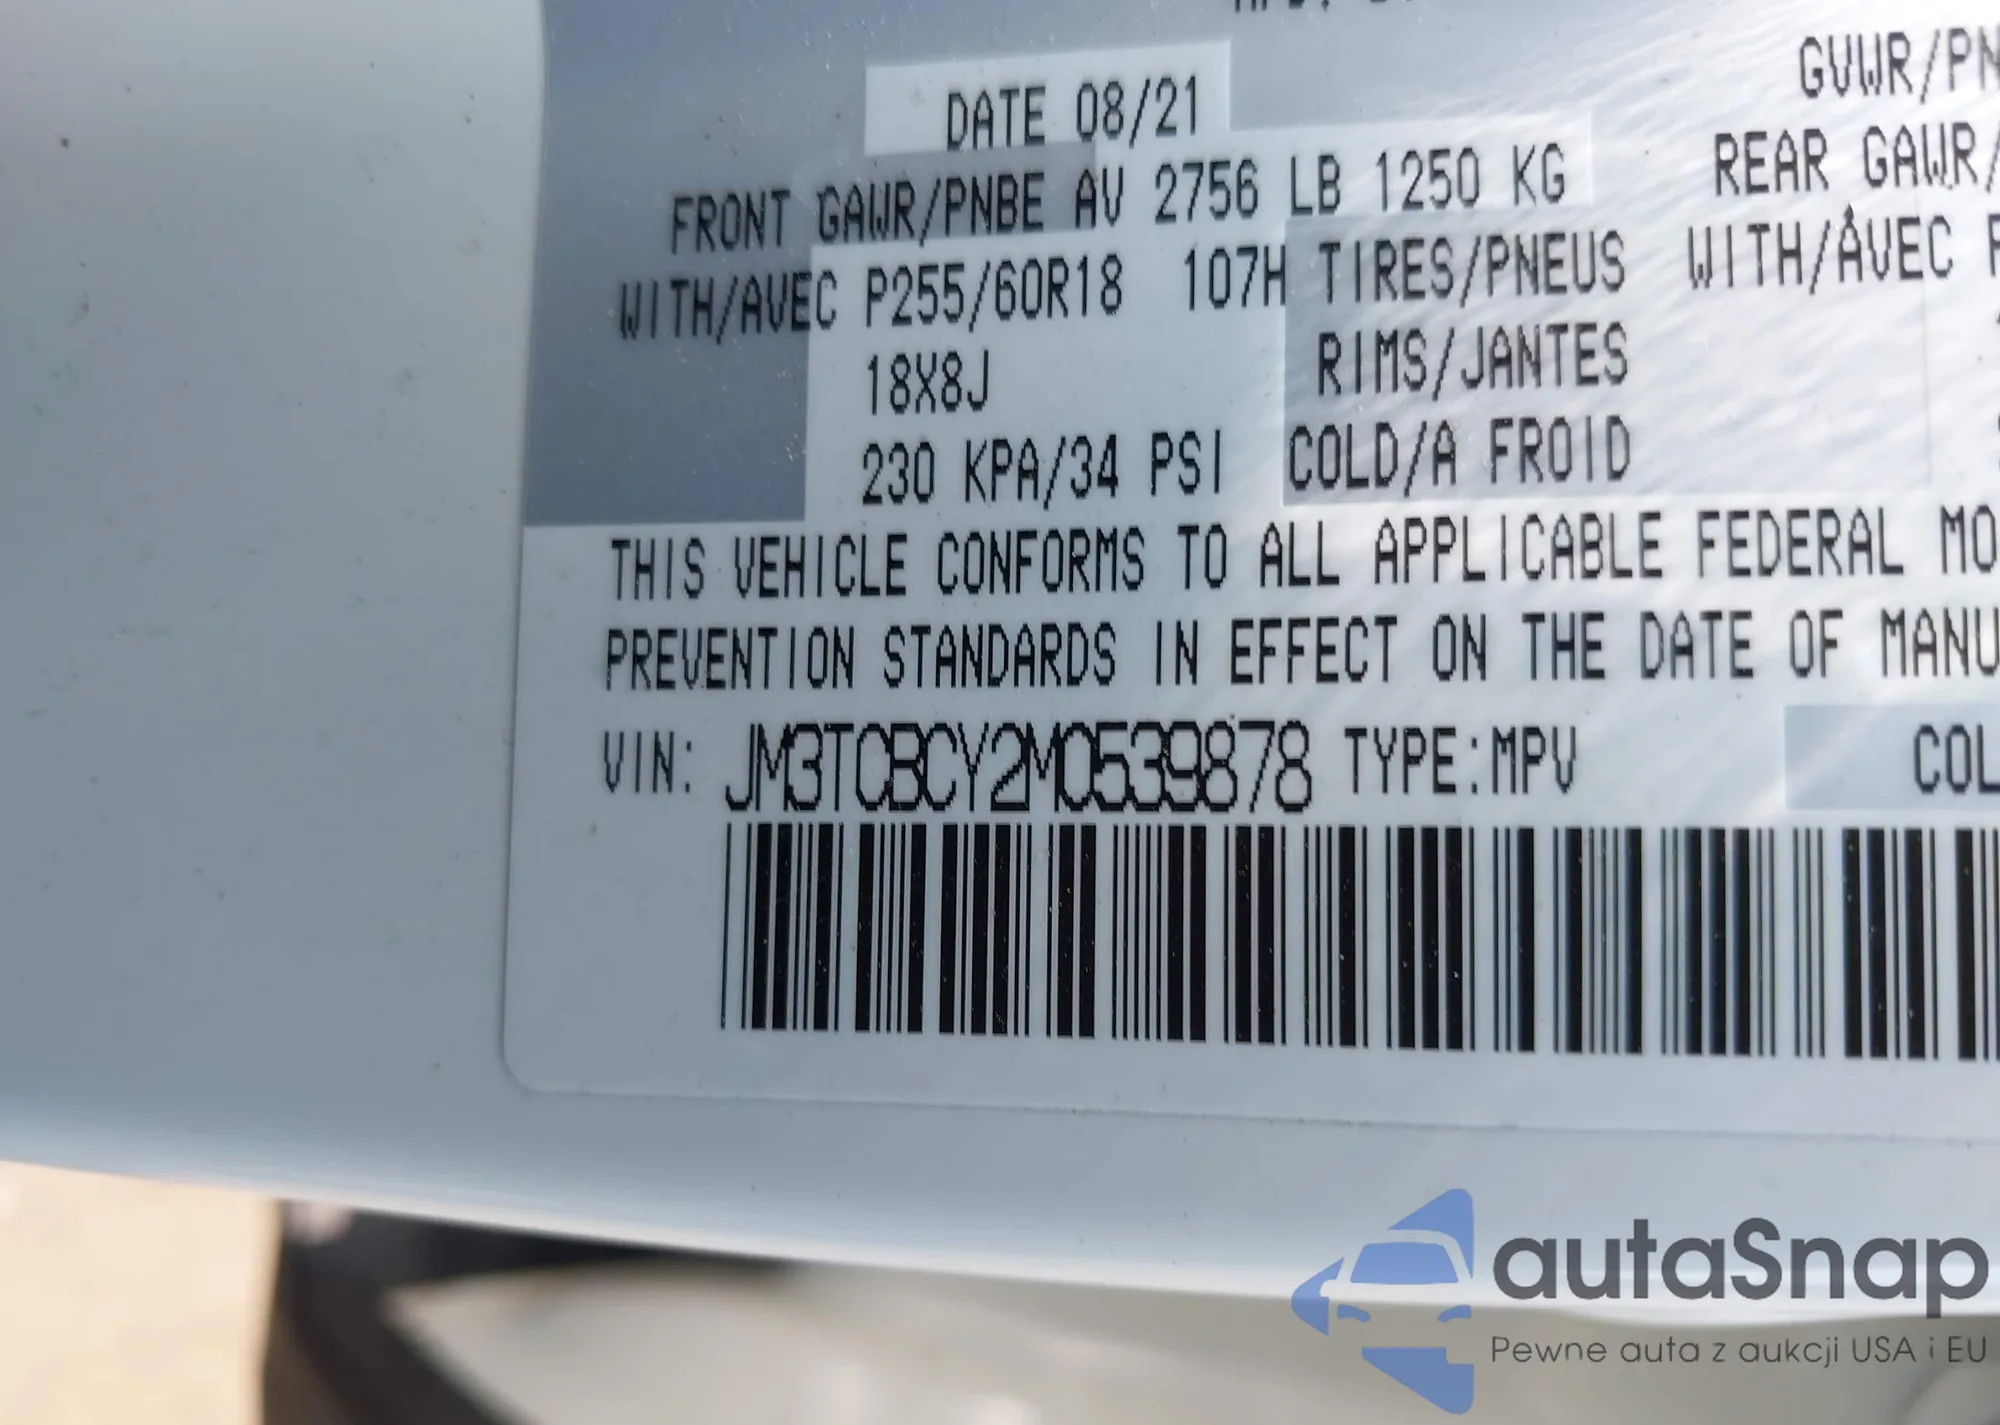 DATE 08/21
GVWR/PN
FRONT GAWR/PNBE AV 2756 LB 1250 KG
REAR GAWR/
WITH/AVEC P255/60R18 107H TIRES/PNEUS
WITH/AVEC P
18X8J RIMS/JANTES
230 KPA/34 PSI COLD/A FROID
THIS VEHICLE CONFORMS TO ALL APPLICABLE FEDERAL MO
PREVENTION STANDARDS IN EFFECT ON THE DATE OF MANU
VIN: JM3TCBCY2M0539878 TYPE:MPV COL
autaSnap
Pewne auta z aukcji USA i EU